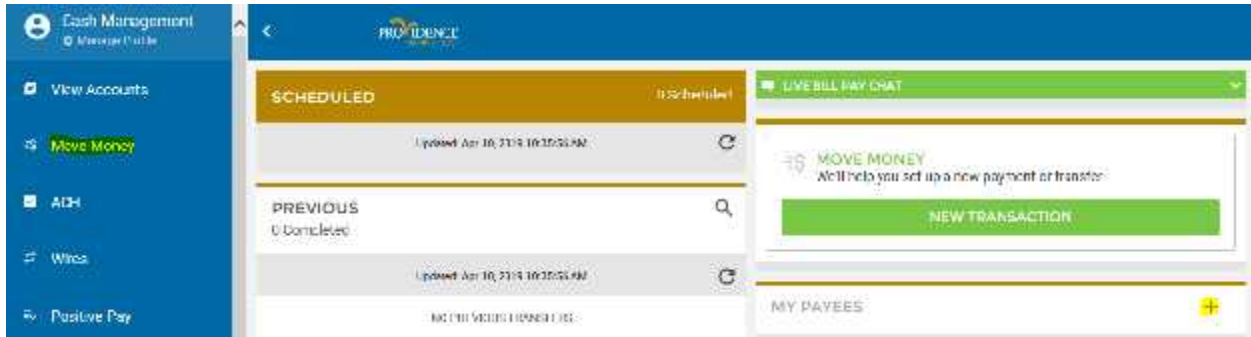 Cash Management
Manage Profile
View Accounts
Move Money
ACH
Wires
Positive Pay
PROVIDENCE
SCHEDULED
0 Scheduled
Updated: Apr 10, 2019 10:35:56 AM
PREVIOUS
0 Completed
Updated: Apr 10, 2019 10:35:56 AM
NO PREVIOUS TRANSFERS
LIVE BILL PAY CHAT
MOVE MONEY
We'll help you set up a new payment or transfer
NEW TRANSACTION
MY PAYEES